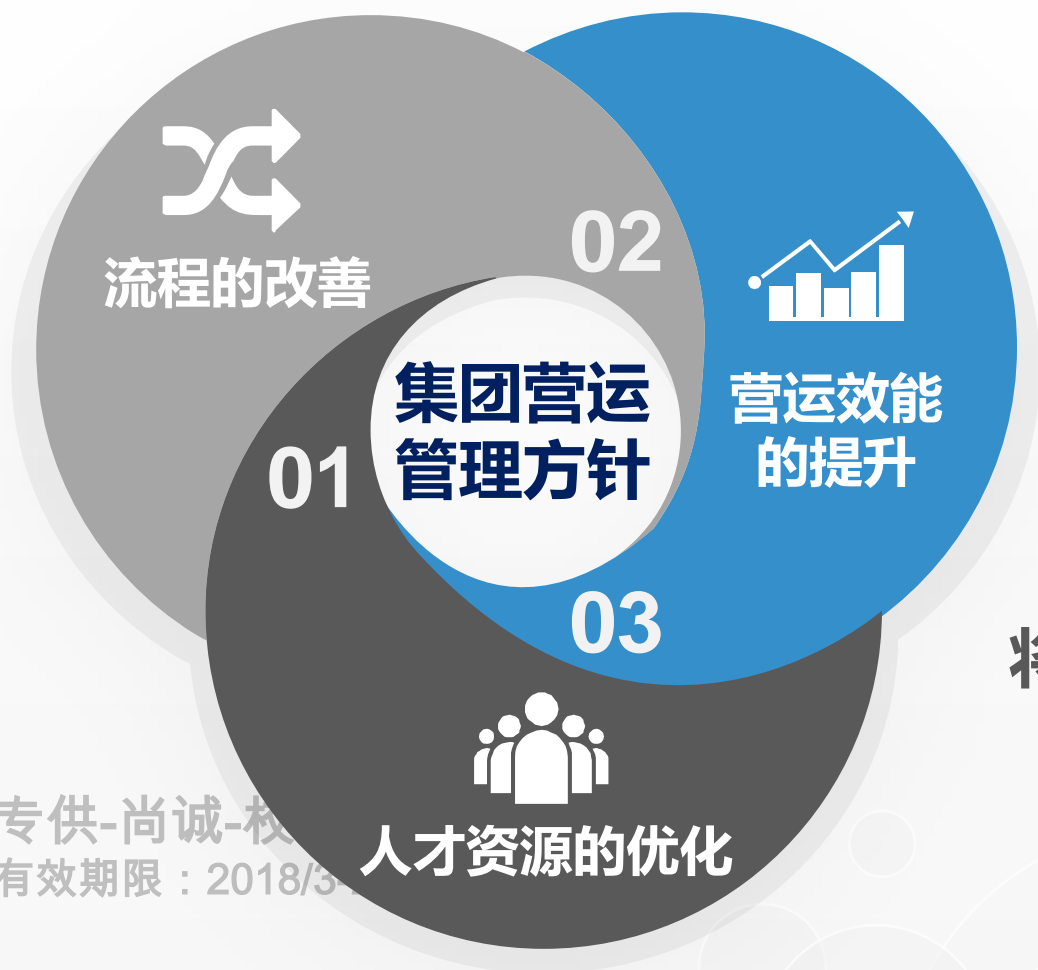 流程的改善
02
集团营运
管理方针
01
营运效能
的提升
03
人才资源的优化
专供-尚诚-校
有效期限：2018/3